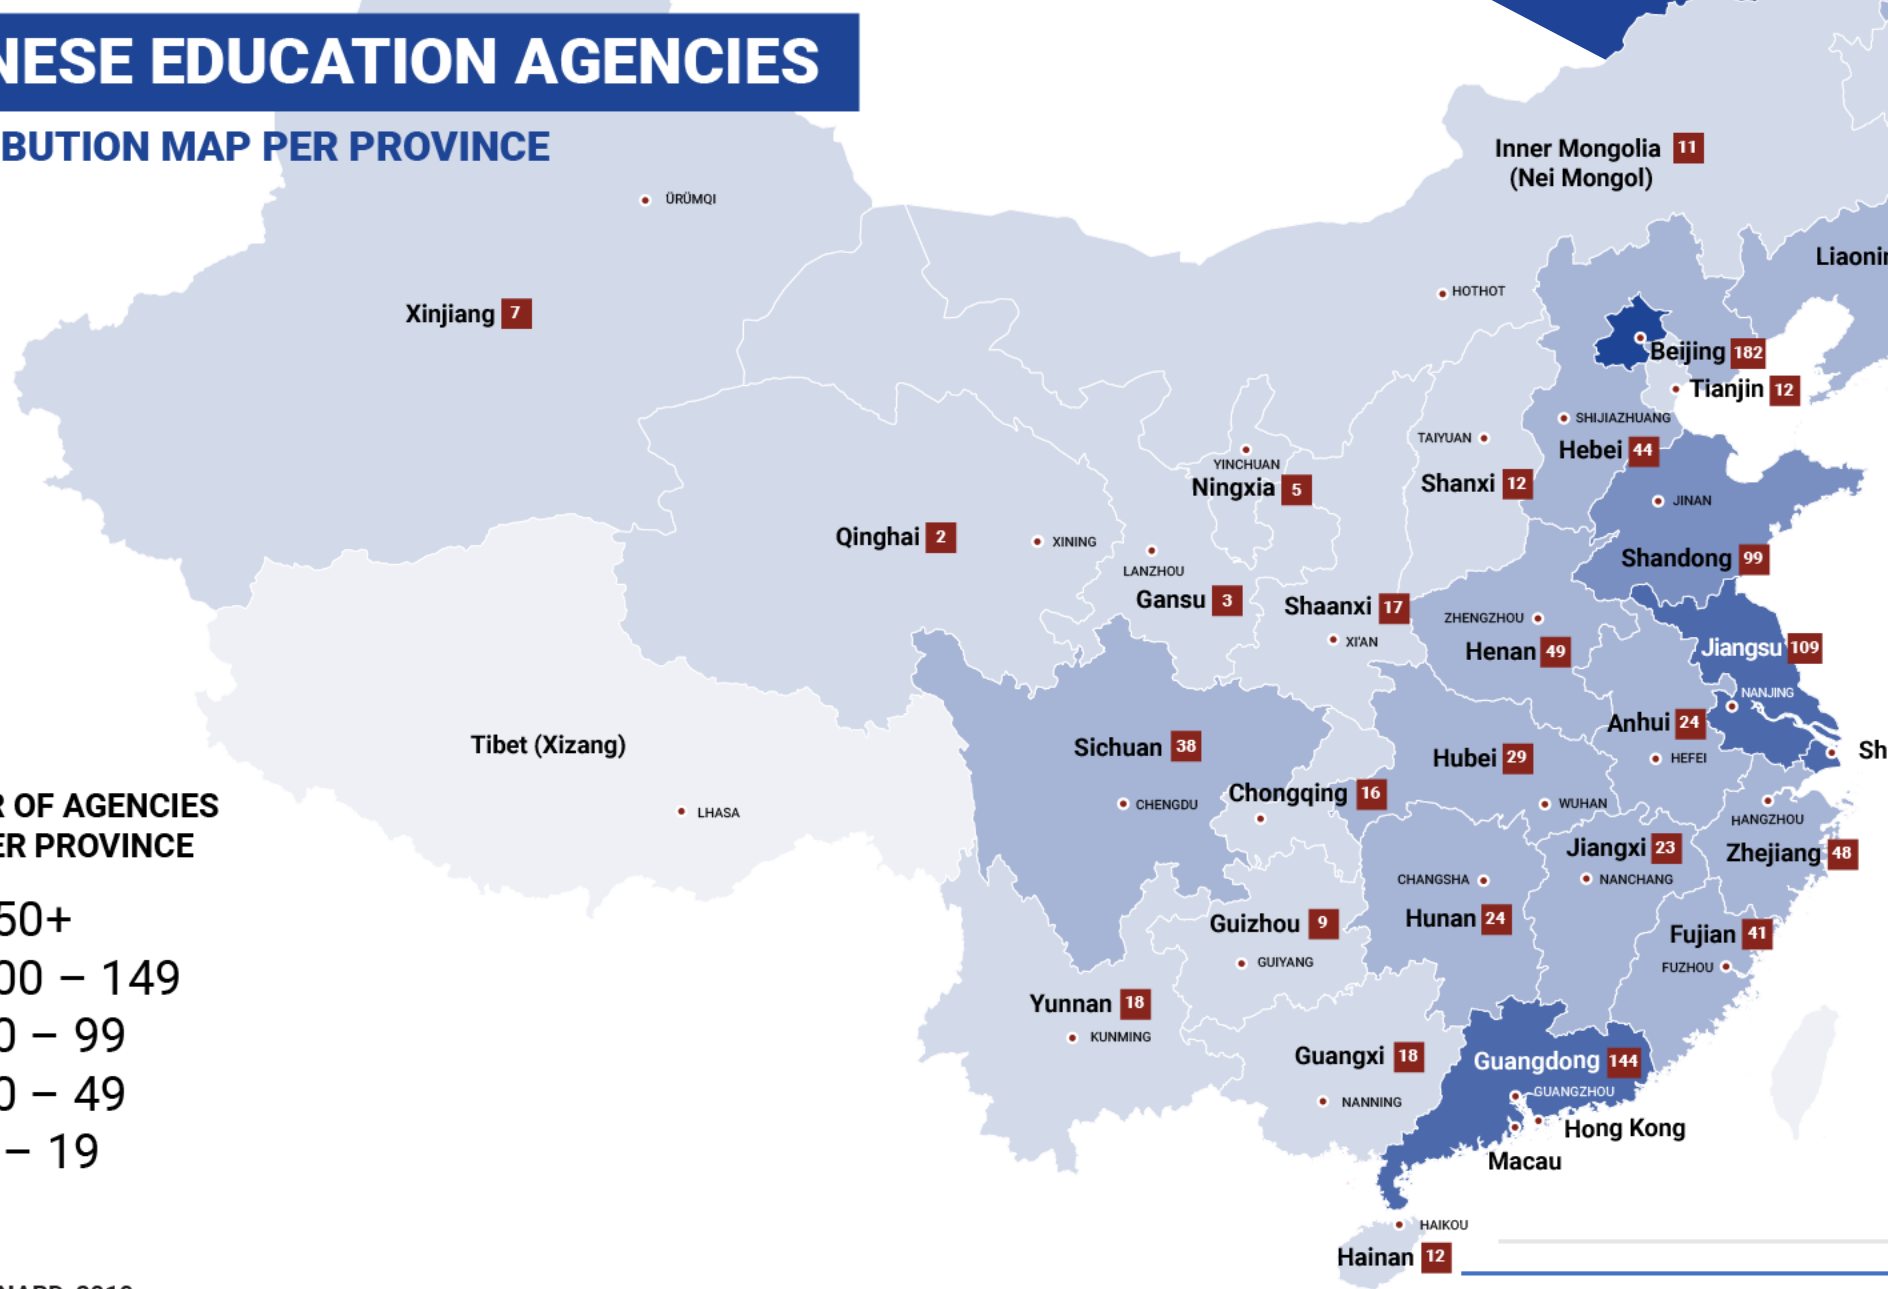 NESE EDUCATION AGENCIES
BUTION MAP PER PROVINCE
ÜRÜMQI
Xinjiang 7
Inner Mongolia 11
(Nei Mongol)
Liaonin
HOTHOT
Beijing 182
Tianjin 12
SHIJIAZHUANG
Hebei 44
TAIYUAN
Shanxi 12
YINCHUAN
Ningxia 5
JINAN
Shandong 99
Qinghai 2
XINING
LANZHOU
Gansu 3
Shaanxi 17
XI'AN
ZHENGZHOU
Henan 49
Jiangsu 109
NANJING
Anhui 24
HEFEI
Sh
Tibet (Xizang)
LHASA
Sichuan 38
CHENGDU
Chongqing 16
Hubei 29
WUHAN
HANGZHOU
Zhejiang 48
Jiangxi 23
NANCHANG
CHANGSHA
Hunan 24
Guizhou 9
GUIYANG
Fujian 41
FUZHOU
Yunnan 18
KUNMING
Guangxi 18
NANNING
Guangdong 144
GUANGZHOU
Hong Kong
Macau
HAIKOU
Hainan 12
R OF AGENCIES
ER PROVINCE
50+
00 – 149
0 – 99
0 – 49
– 19